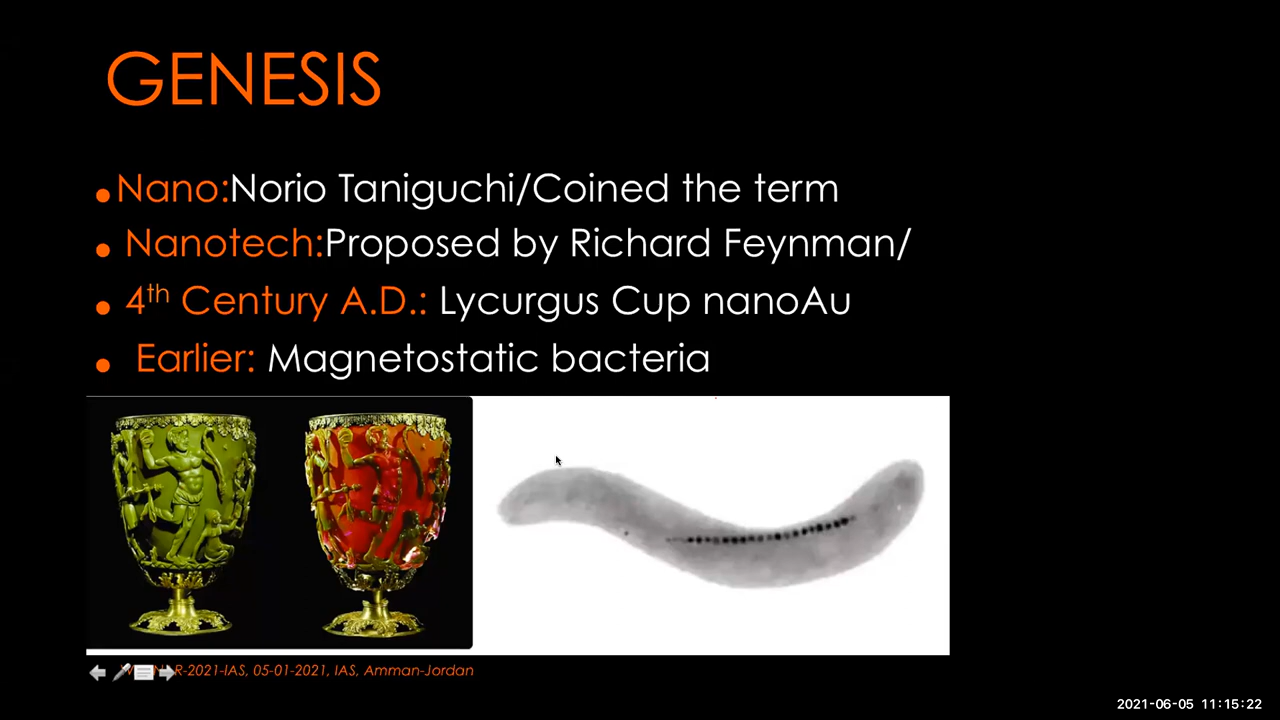 GENESIS
•Nano:Norio Taniguchi/Coined the term
• Nanotech:Proposed by Richard Feynman/
• 4th Century A.D.: Lycurgus Cup nanoAu
• Earlier: Magnetostatic bacteria
R-2021-IAS, 05-01-2021, IAS, Amman-Jordan
2021-06-05 11:15:22